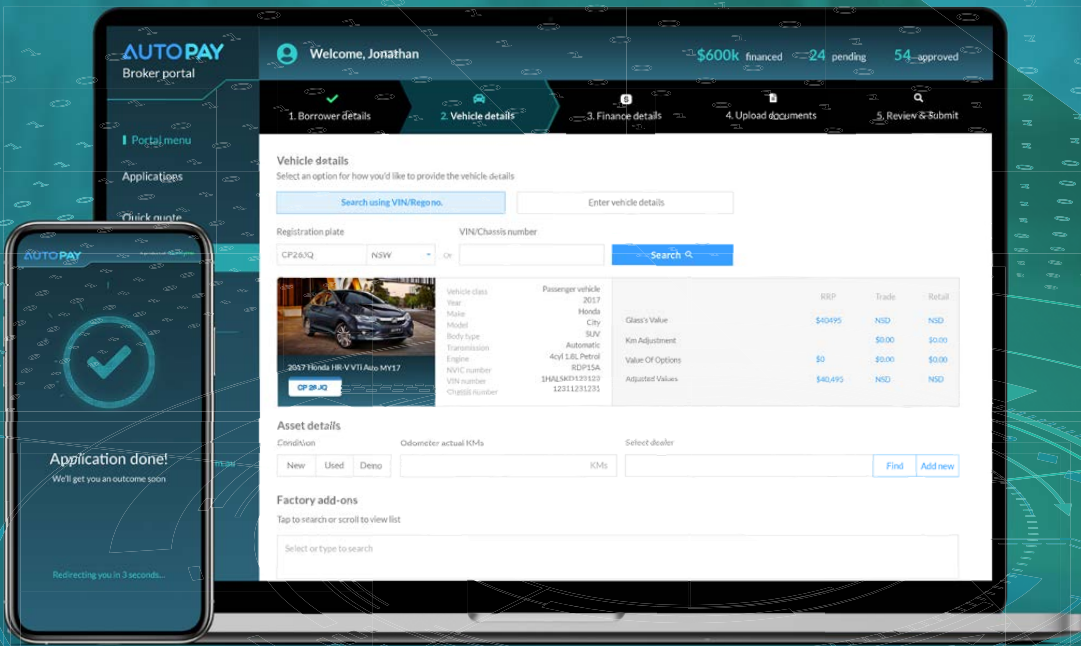 AUTOPAY
Broker portal
Welcome, Jonathan
$600k financed
24 pending
54 approved
1. Borrower details
2. Vehicle details
3. Finance details
4. Upload documents
5. Review & Submit
Portal menu
Applications
Quick quote
Vehicle details
Select an option for how you'd like to provide the vehicle details
Search using VIN/Rego no.
Enter vehicle details
Registration plate
VIN/Chassis number
CP26JQ
NSW
Or
Search
2017 Honda HR-V VTi Auto MY17
CP 26 JQ
Vehicle class Passenger vehicle
Year 2017
Make Honda
Model City
Body type SUV
Transmission Automatic
Engine 4cyl 1.8L Petrol
NVIC number RDP15A
VIN number
Chassis number 12311231231
RRP Trade Retail
Glass's Value $40495 NSD NSD
Km Adjustment $0.00 $0.00
Value Of Options $0 $0.00 $0.00
Adjusted Values $40,495 NSD NSD
Asset details
Condition
Odometer actual KMs
Select dealer
New
Used
Demo
KMs
Find
Add new
Factory add-ons
Tap to search or scroll to view list
Select or type to search
AUTOPAY
Application done!
We'll get you an outcome soon
Redirecting you in 3 seconds...